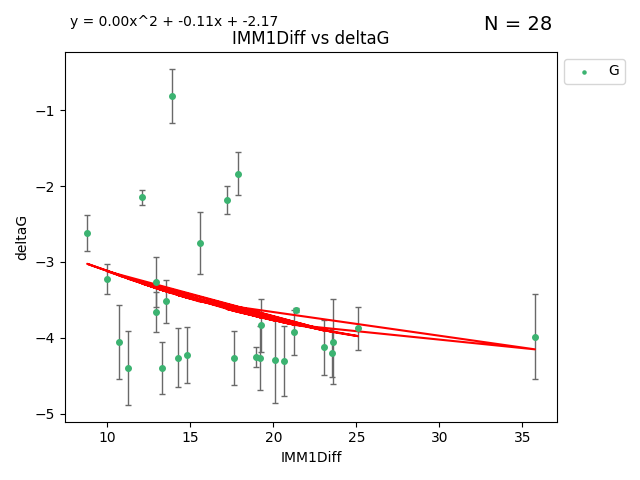 y = 0.00x^2 + -0.11x + -2.17
N = 28
IMM1Diff vs deltaG
G
deltaG
−1
−2
−3
−4
−5
10 15 20 25 30 35
IMM1Diff